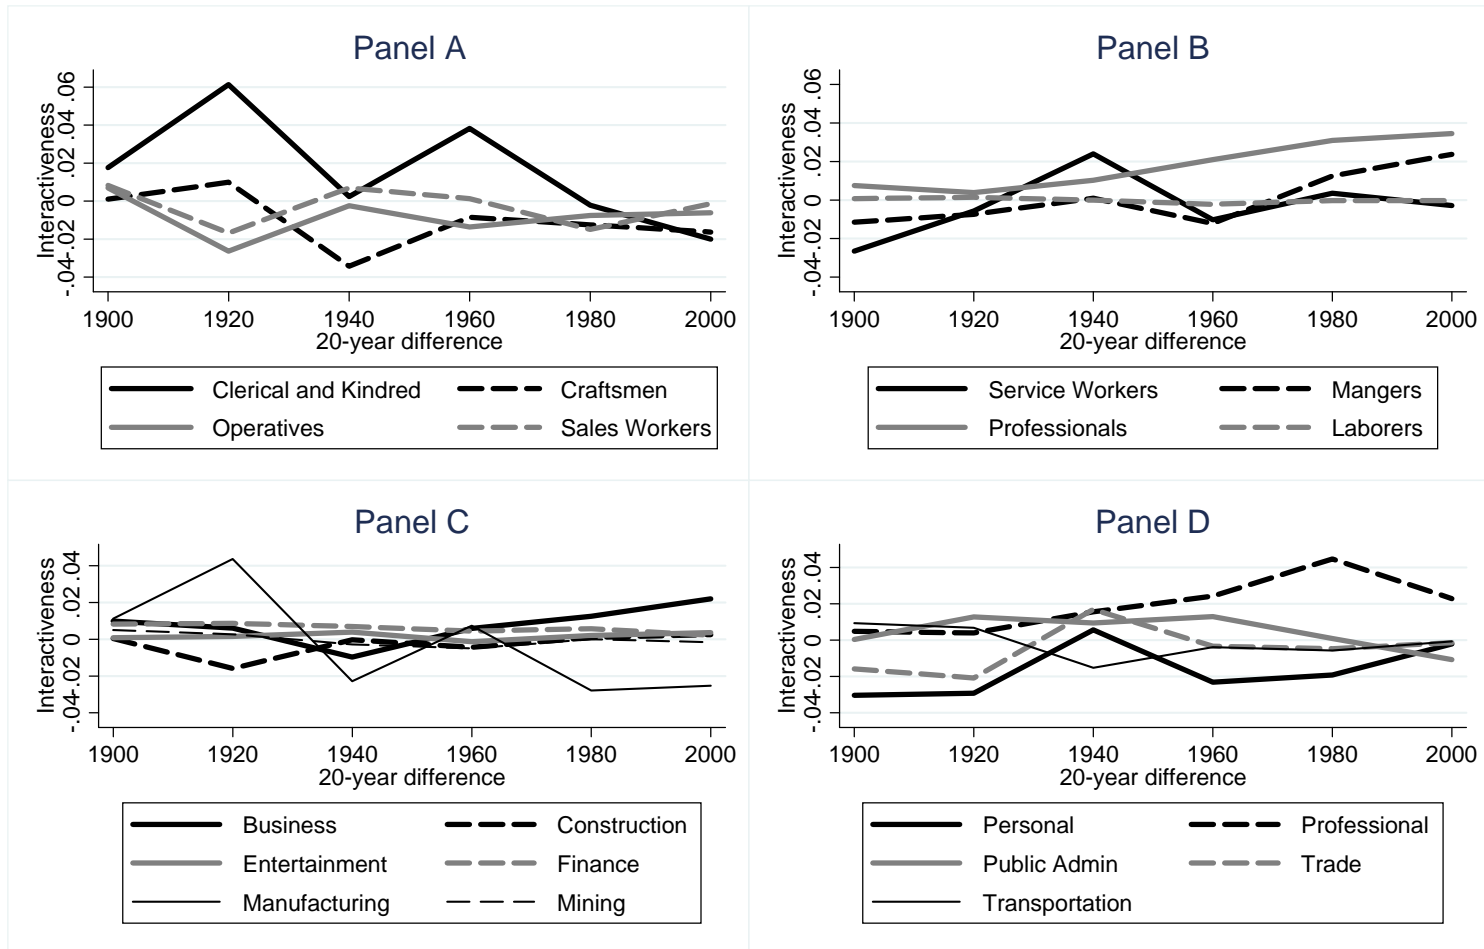 Panel A
Interactiveness
-.04 -.02 0 .02 .04 .06
1900 1920 1940 1960 1980 2000
20-year difference
Clerical and Kindred Craftsmen
Operatives Sales Workers
Panel B
Interactiveness
-.04 -.02 0 .02 .04 .06
1900 1920 1940 1960 1980 2000
20-year difference
Service Workers Mangers
Professionals Laborers
Panel C
Interactiveness
-.04 -.02 0 .02 .04
1900 1920 1940 1960 1980 2000
20-year difference
Business Construction
Entertainment Finance
Manufacturing Mining
Panel D
Interactiveness
-.04 -.02 0 .02 .04
1900 1920 1940 1960 1980 2000
20-year difference
Personal Professional
Public Admin Trade
Transportation